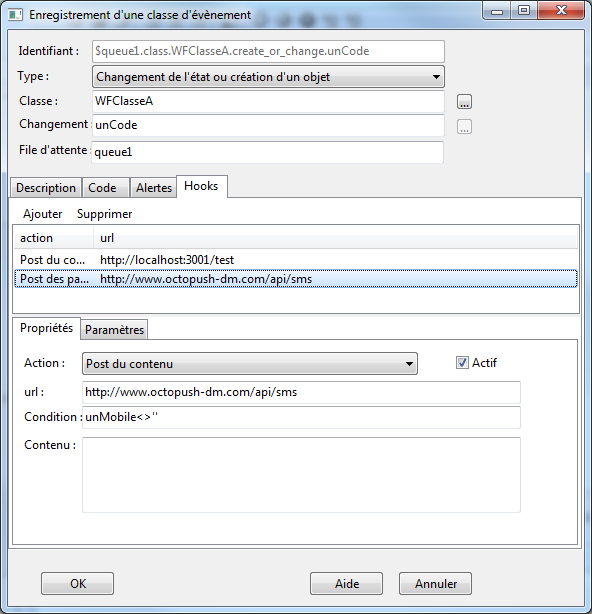 Enregistrement d'une classe d'évènement
Identifiant : $queue1.class.WFClasseA.create_or_change.unCode
Type : Changement de l'état ou création d'un objet
Classe : WFClasseA ...
Changement : unCode ...
File d'attente : queue1
Description Code Alertes Hooks
Ajouter Supprimer
action url
Post du co... http://localhost:3001/test
Post des pa... http://www.octopush-dm.com/api/sms
Propriétés Paramètres
Action : Post du contenu Actif
url : http://www.octopush-dm.com/api/sms
Condition : unMobile<>''
Contenu :
OK Aide Annuler